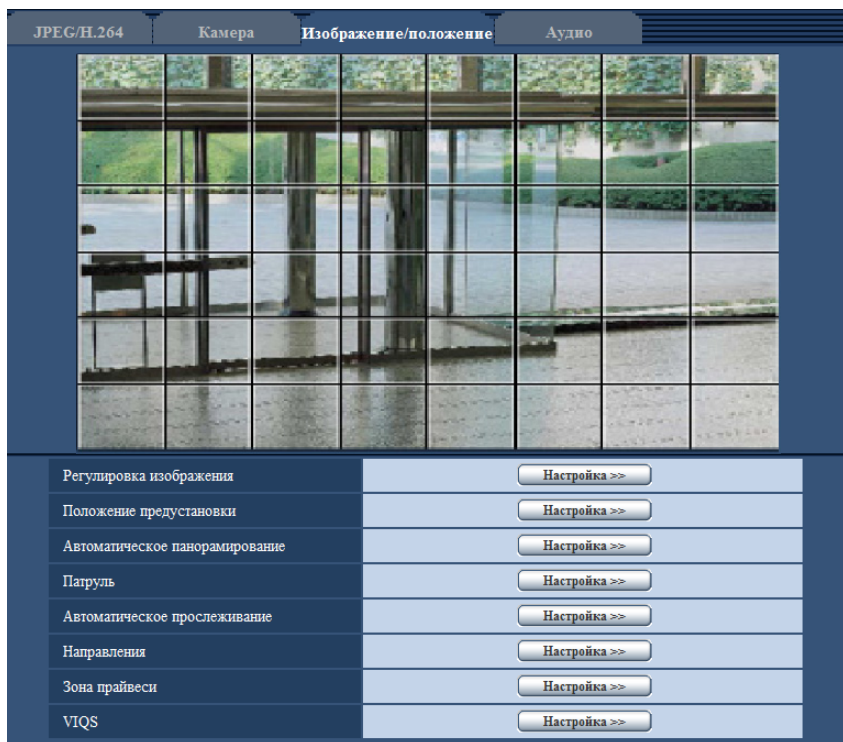 JPEG/H.264 Камера Изображение/положение Аудио
Регулировка изображения Настройка >>
Положение предустановки Настройка >>
Автоматическое панорамирование Настройка >>
Патруль Настройка >>
Автоматическое прослеживание Настройка >>
Направления Настройка >>
Зона прайвеси Настройка >>
VIQS Настройка >>